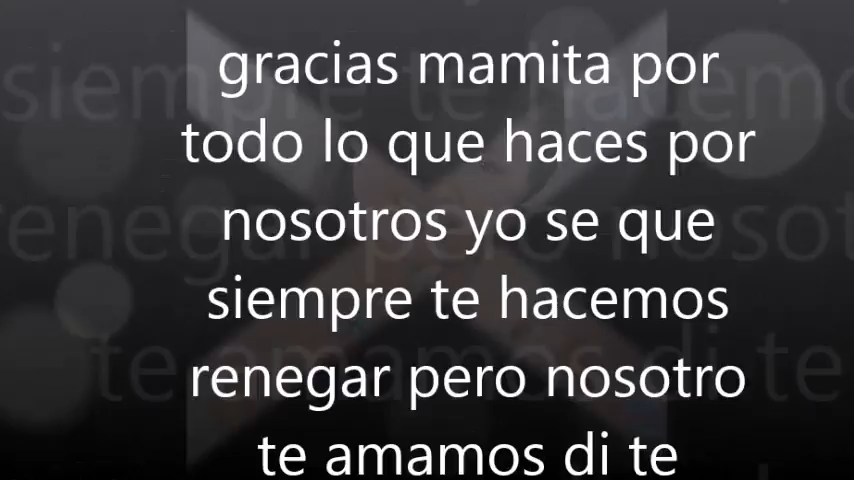 gracias mamita por
todo lo que haces por
nosotros yo se que
siempre te hacemos
renegar pero nosotro
te amamos di te